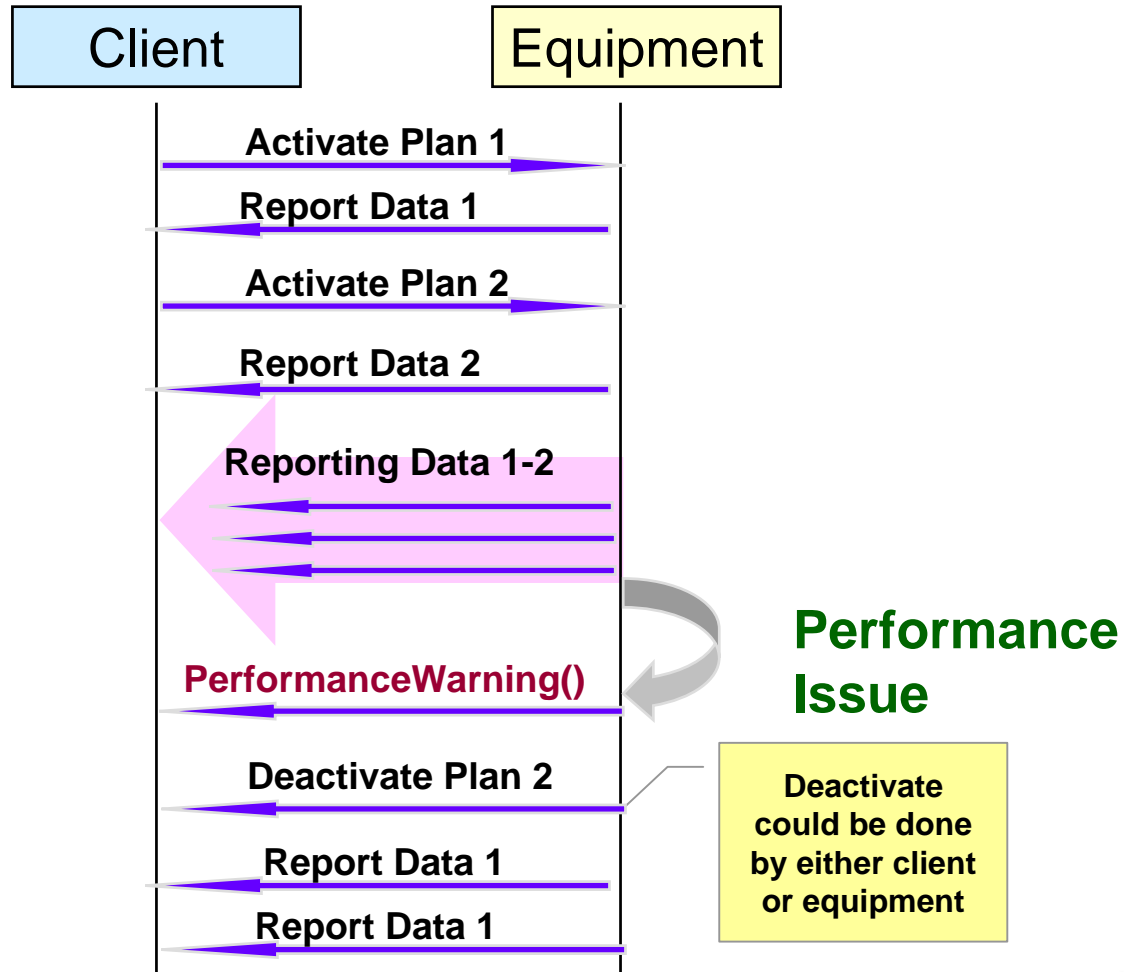 Client
Equipment
Activate Plan 1
Report Data 1
Activate Plan 2
Report Data 2
Reporting Data 1-2
Performance
Issue
PerformanceWarning()
Deactivate Plan 2
Deactivate
could be done
by either client
or equipment
Report Data 1
Report Data 1